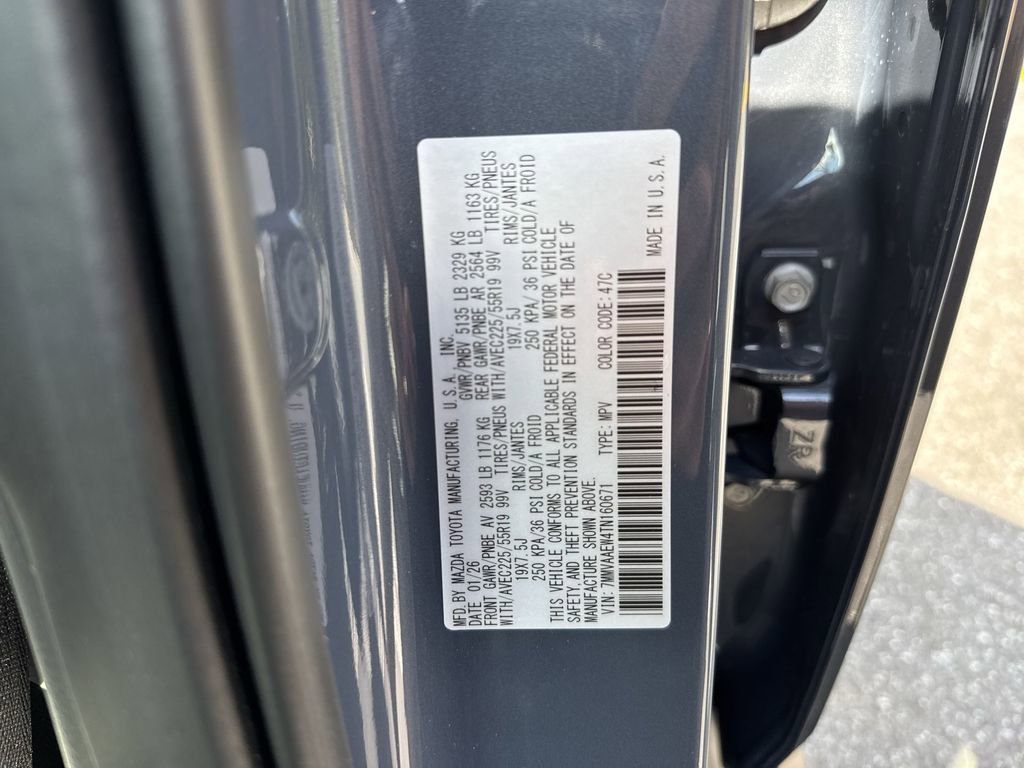 MFD. BY MAZDA TOYOTA MANUFACTURING. U. S. A. INC.
DATE 01/26 GVWR/PNBV 5135 LB 2329 KG
FRONT GAWR/PNBE AV 2593 LB 1176 KG REAR GAWR/PNBE AR 2564 LB 1163 KG
WITH/AVEC225/55R19 99V TIRES/PNEUS WITH/AVEC225/55R19 99V TIRES/PNEUS
19X7.5J RIMS/JANTES 19X7.5J RIMS/JANTES
250 KPA/36 PSI COLD/A FROID 250 KPA/ 36 PSI COLD/A FROID
THIS VEHICLE CONFORMS TO ALL APPLICABLE FEDERAL MOTOR VEHICLE
SAFETY AND THEFT PREVENTION STANDARDS IN EFFECT ON THE DATE OF
MANUFACTURE SHOWN ABOVE.
VIN: 7MMVAAEN4TN160671 TYPE: MPV COLOR CODE: 47C
MADE IN U. S. A.
ZR